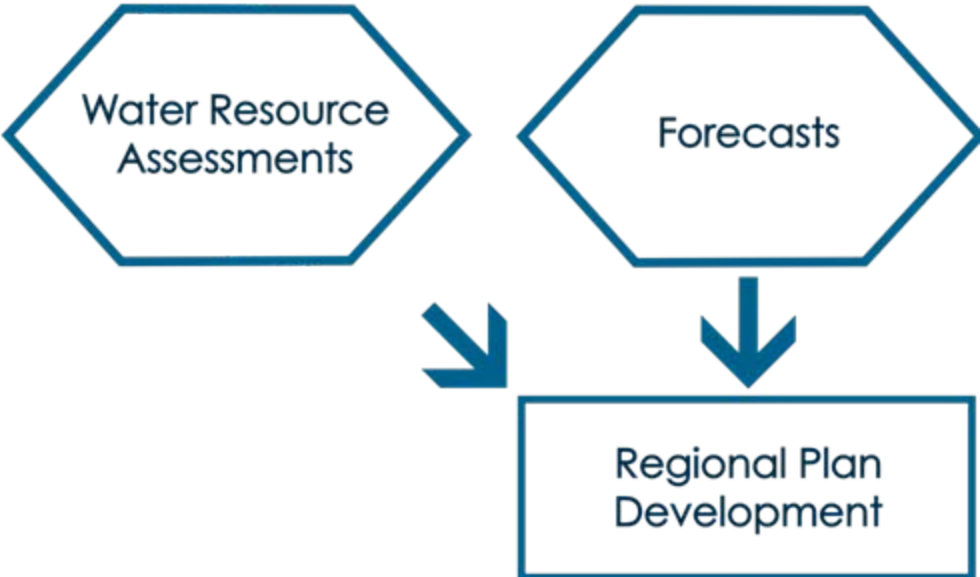 Water Resource
Assessments
Forecasts
Regional Plan
Development